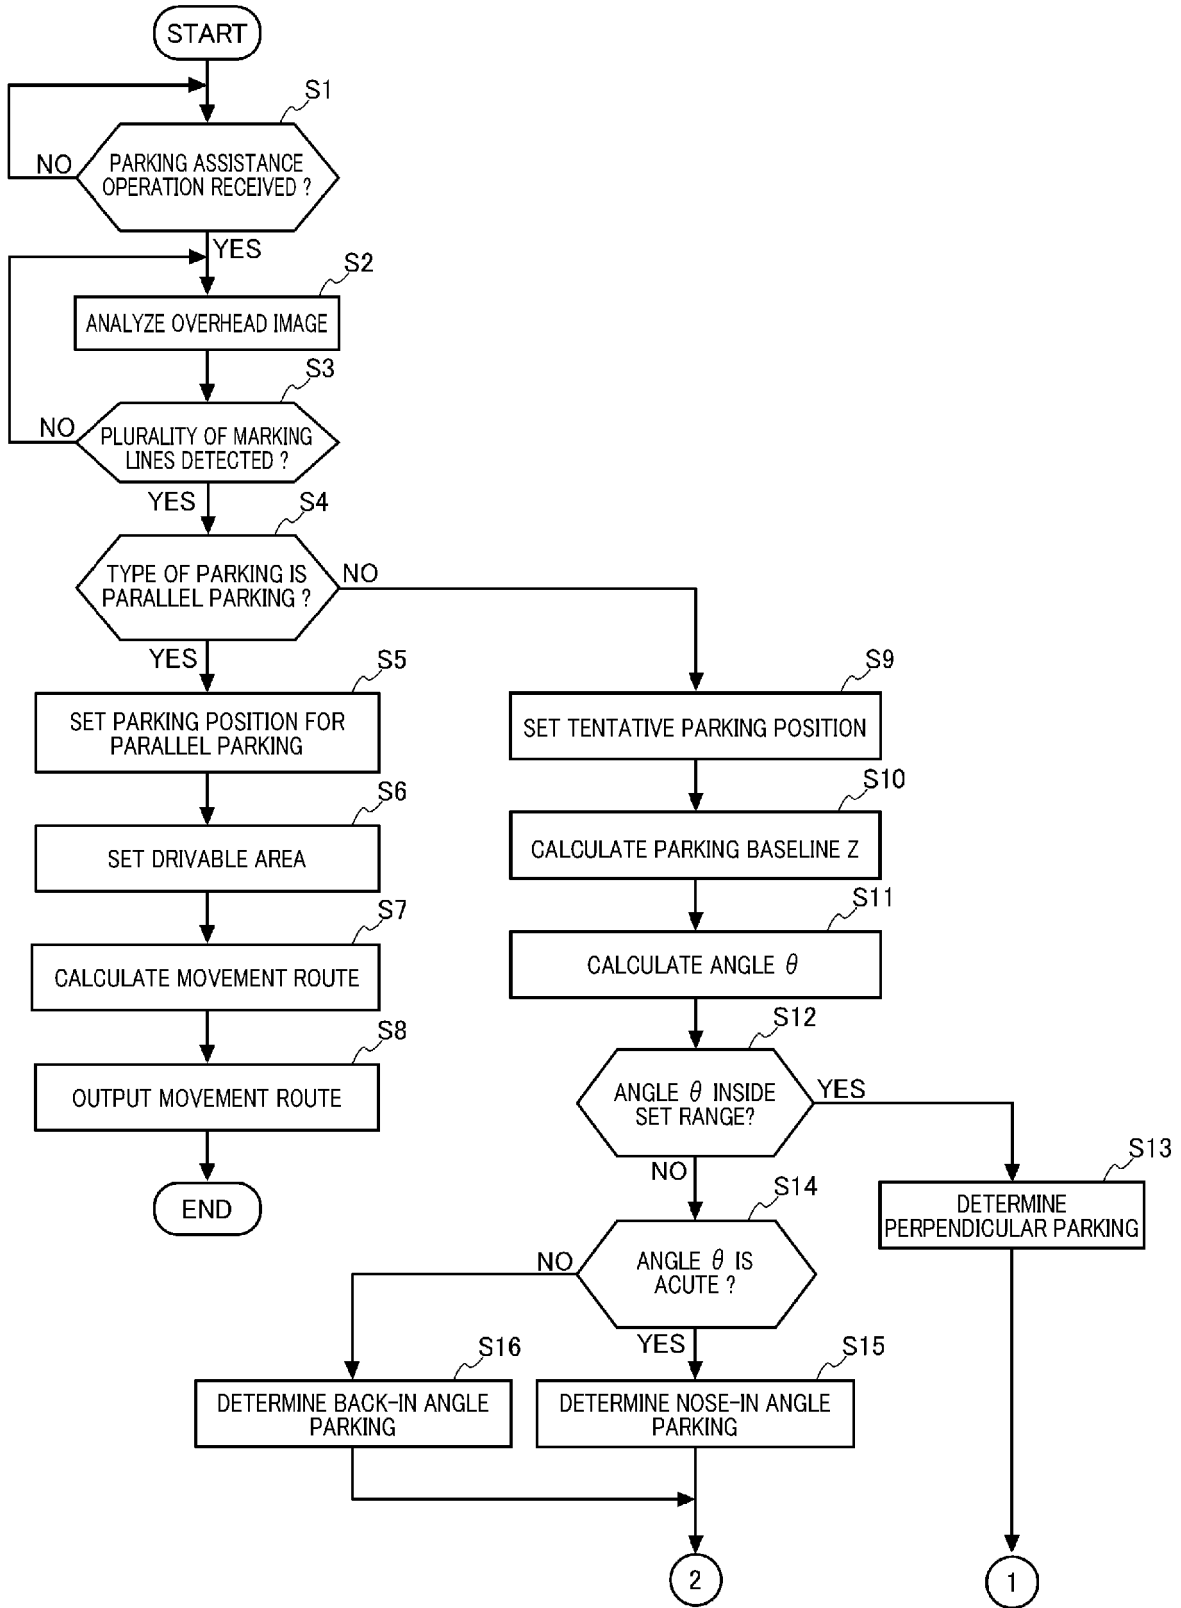 START
S1
NO
PARKING ASSISTANCE
OPERATION RECEIVED ?
YES
S2
ANALYZE OVERHEAD IMAGE
S3
NO
PLURALITY OF MARKING
LINES DETECTED ?
YES
S4
TYPE OF PARKING IS
PARALLEL PARKING ?
NO
YES
S5
SET PARKING POSITION FOR
PARALLEL PARKING
S6
SET DRIVABLE AREA
S7
CALCULATE MOVEMENT ROUTE
S8
OUTPUT MOVEMENT ROUTE
END
S9
SET TENTATIVE PARKING POSITION
S10
CALCULATE PARKING BASELINE Z
S11
CALCULATE ANGLE θ
S12
ANGLE θ INSIDE
SET RANGE?
YES
NO
S13
DETERMINE
PERPENDICULAR PARKING
S14
ANGLE θ IS
ACUTE ?
NO
YES
S16
DETERMINE BACK-IN ANGLE
PARKING
S15
DETERMINE NOSE-IN ANGLE
PARKING
2
1